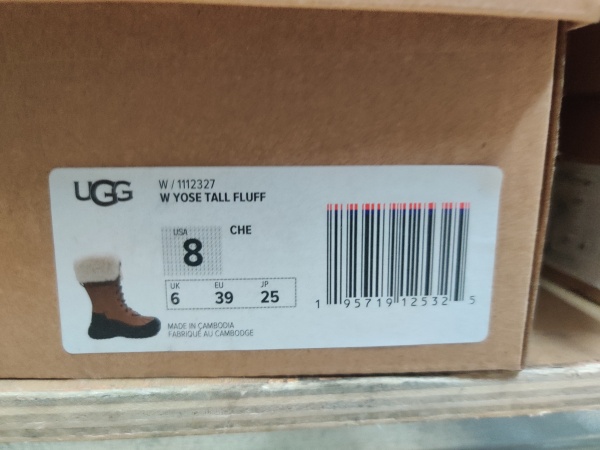 UGG
W / 1112327
W YOSE TALL FLUFF
USA
8
CHE
UK EU JP
6 39 25
MADE IN CAMBODIA
FABRIQUÉ AU CAMBODGE
1 95719 12532 5